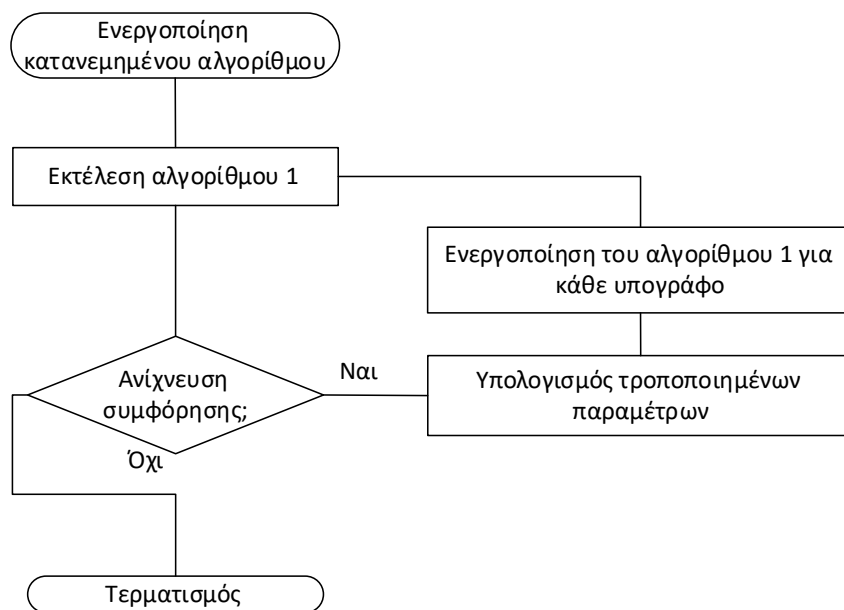 Ενεργοποίηση
κατανεμημένου αλγορίθμου
Εκτέλεση αλγορίθμου 1
Ενεργοποίηση του αλγορίθμου 1 για
κάθε υπογράφο
Ανίχνευση
συμφόρησης;
Ναι
Υπολογισμός τροποποιημένων
παραμέτρων
Όχι
Τερματισμός